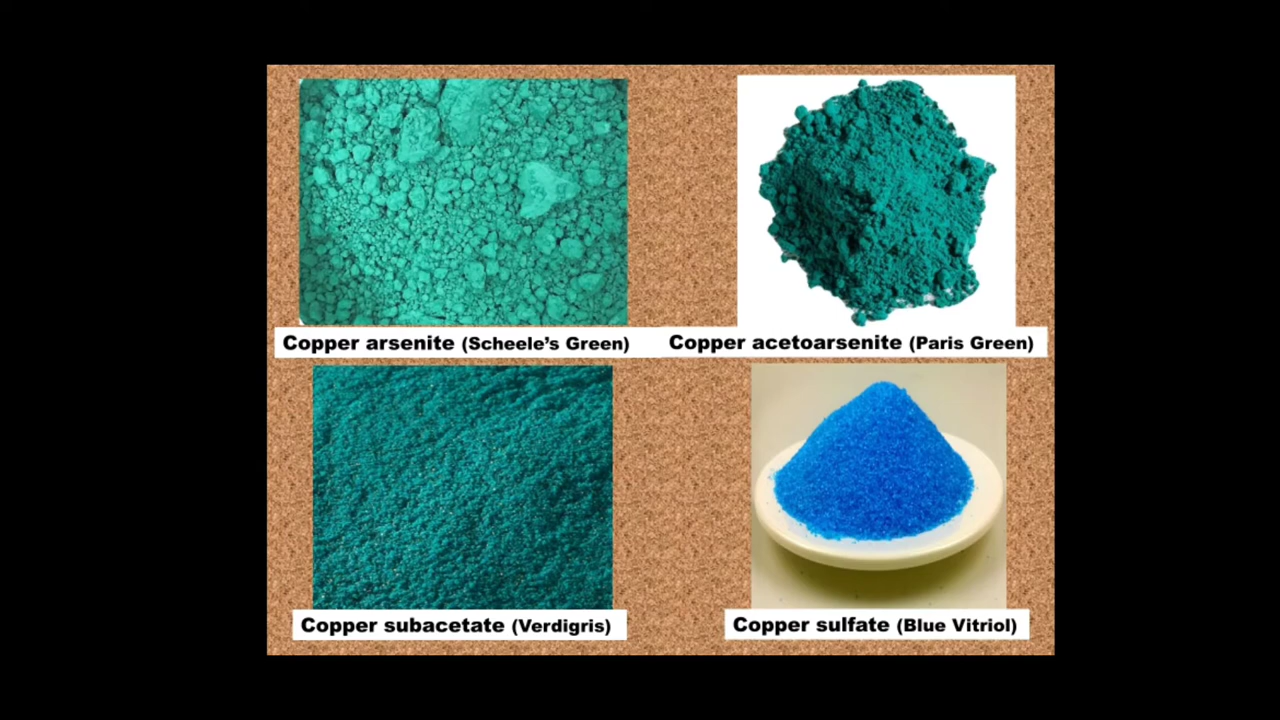 Copper arsenite (Scheele’s Green)
Copper acetoarsenite (Paris Green)
Copper subacetate (Verdigris)
Copper sulfate (Blue Vitriol)